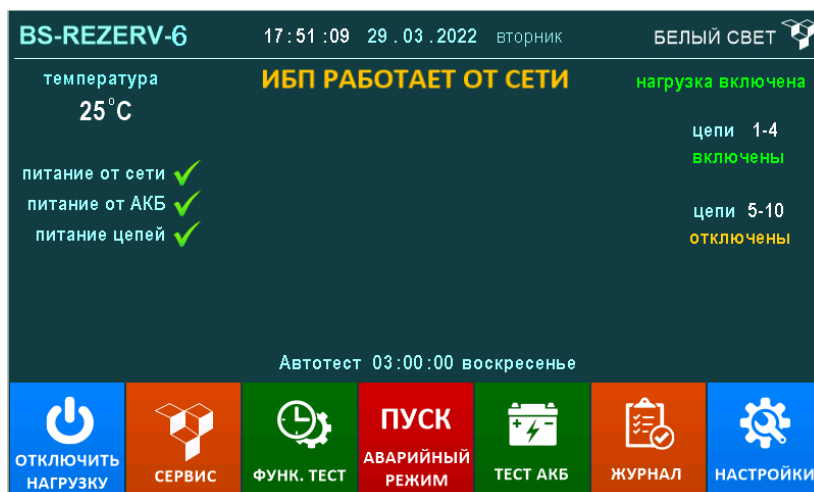 BS-REZERV-6 17:51:09 29.03.2022 вторник БЕЛЫЙ СВЕТ
температура ИБП РАБОТАЕТ ОТ СЕТИ нагрузка включена
25°C
цепи 1-4
включены
питание от сети
питание от АКБ
цепи 5-10
питание цепей
отключены
Автотест 03:00:00 воскресенье
ОТКЛЮЧИТЬ
НАГРУЗКУ
СЕРВИС
ФУНК. ТЕСТ
ПУСК
АВАРИЙНЫЙ
РЕЖИМ
ТЕСТ АКБ
ЖУРНАЛ
НАСТРОЙКИ